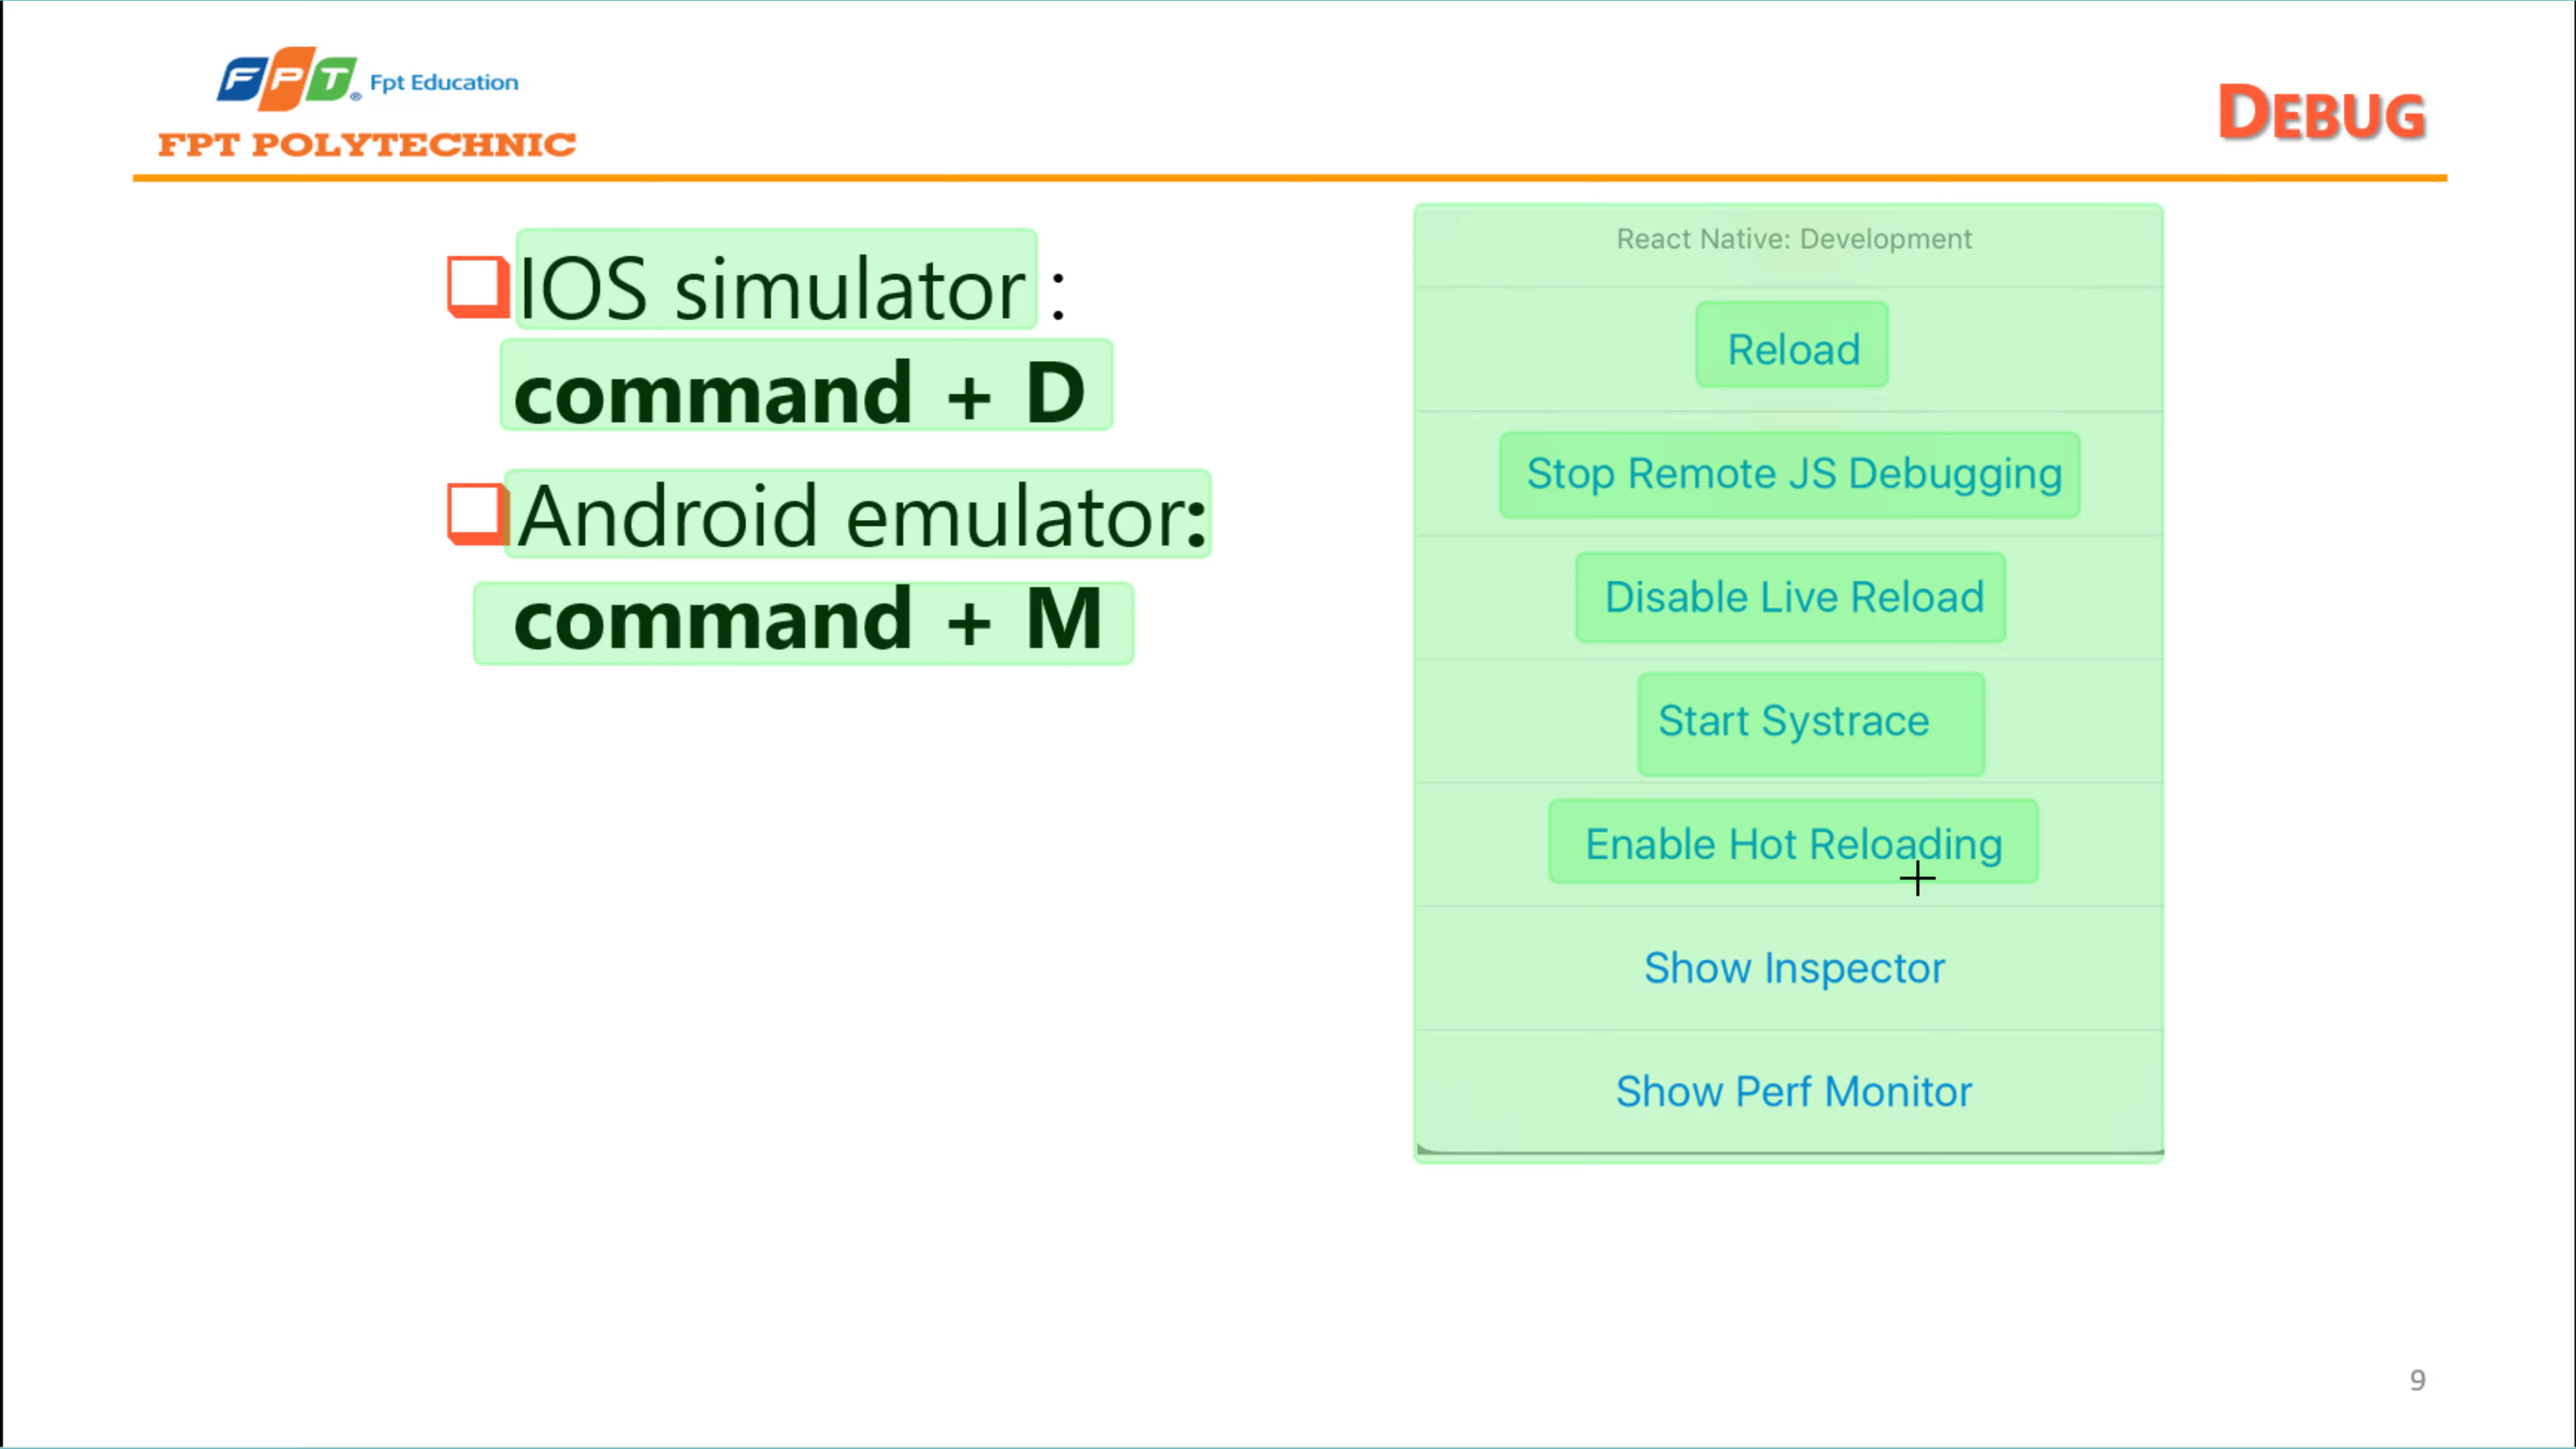 FPT® Fpt Education
FPT POLYTECHNIC
DEBUG
IOS simulator :
command + D
Android emulator:
command + M
React Native: Development
Reload
Stop Remote JS Debugging
Disable Live Reload
Start Systrace
Enable Hot Reloading
Show Inspector
Show Perf Monitor
9